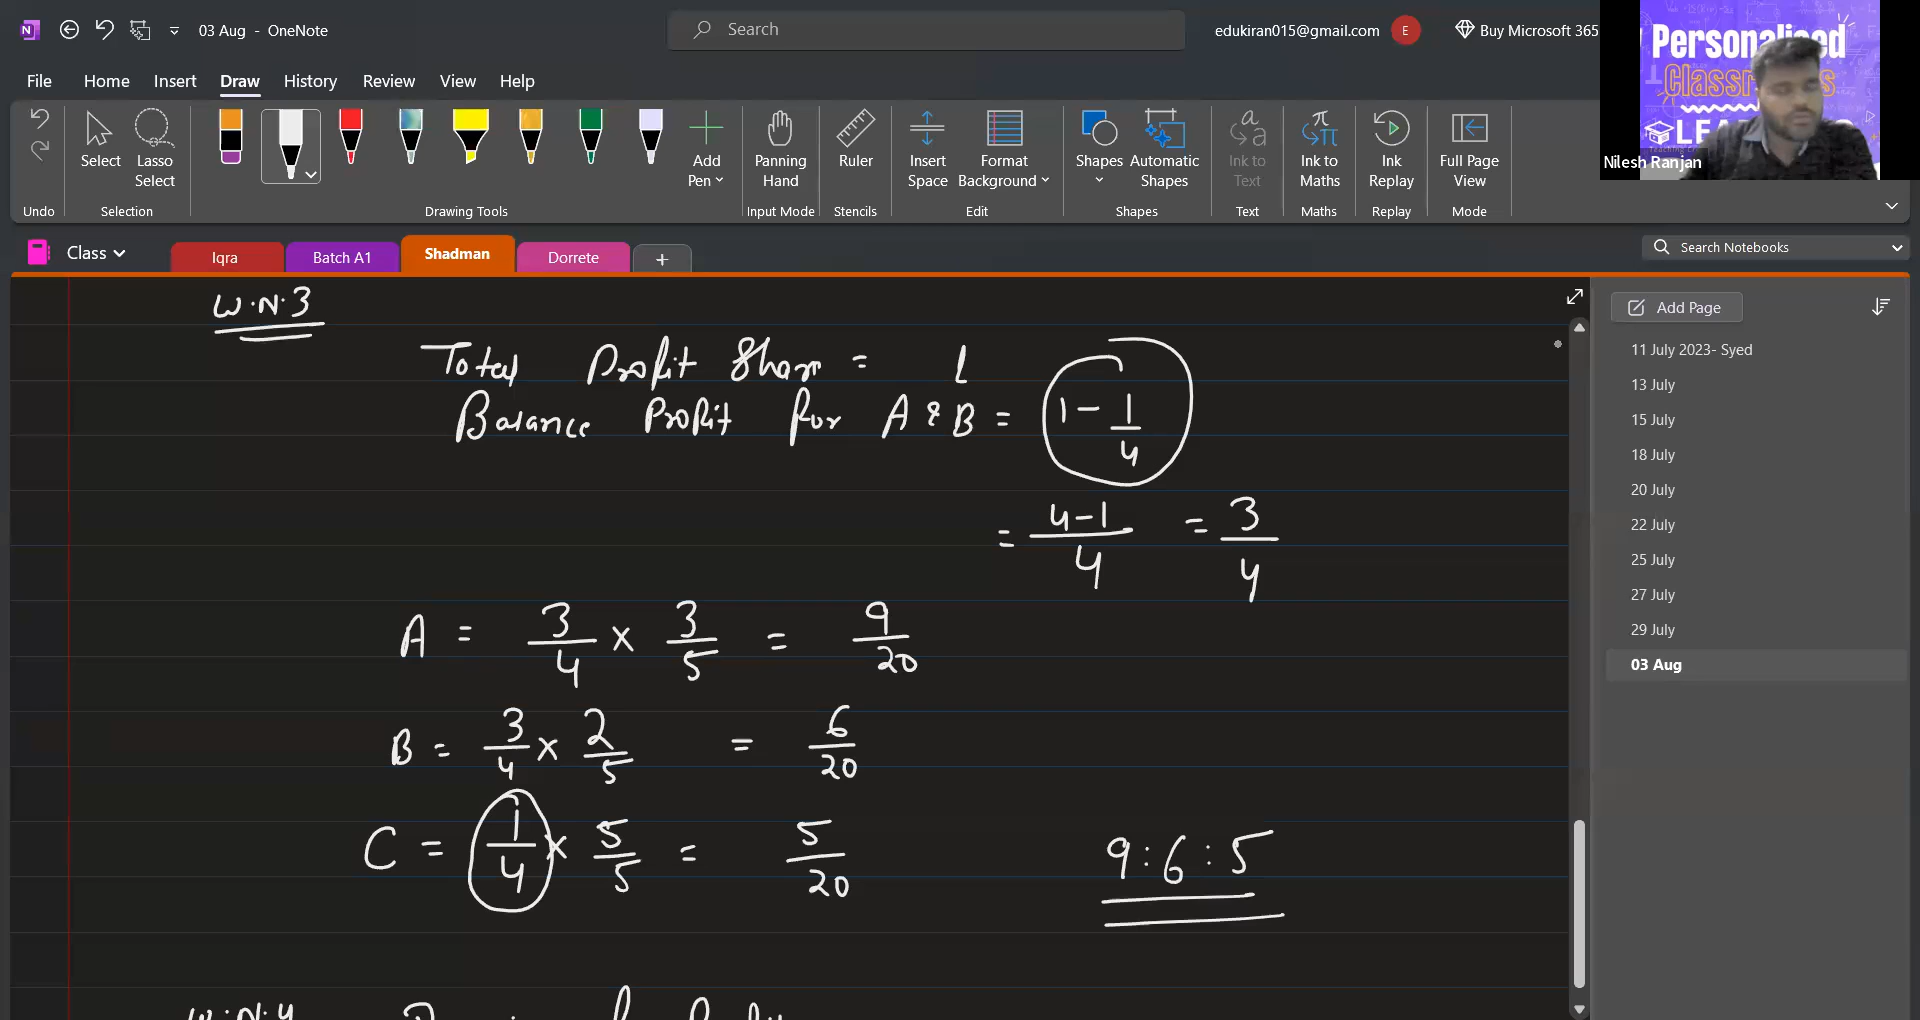 03 Aug - OneNote
Search
edukiran015@gmail.com
E
Buy Microsoft 365
Personalised
Nilesh Ranjan
File Home Insert Draw History Review View Help
Undo
Select
Lasso Select
Selection
Drawing Tools
Add Pen
Panning Hand
Input Mode
Ruler
Stencils
Insert Space
Format Background
Edit
Shapes
Automatic Shapes
Shapes
Ink to Text
Text
Ink to Maths
Maths
Ink Replay
Replay
Full Page View
Mode
Class
Iqra
Batch A1
Shadman
Dorrete
+
Search Notebooks
Add Page
11 July 2023- Syed
13 July
15 July
18 July
20 July
22 July
25 July
27 July
29 July
03 Aug
W.N.3
Total Profit Share = 1
Balance Profit for A & B = 1 - 1/4
= 4-1/4 = 3/4
A = 3/4 x 3/5 = 9/20
B = 3/4 x 2/5 = 6/20
C = 1/4 x 5/5 = 5/20
9:6:5
W.N.4